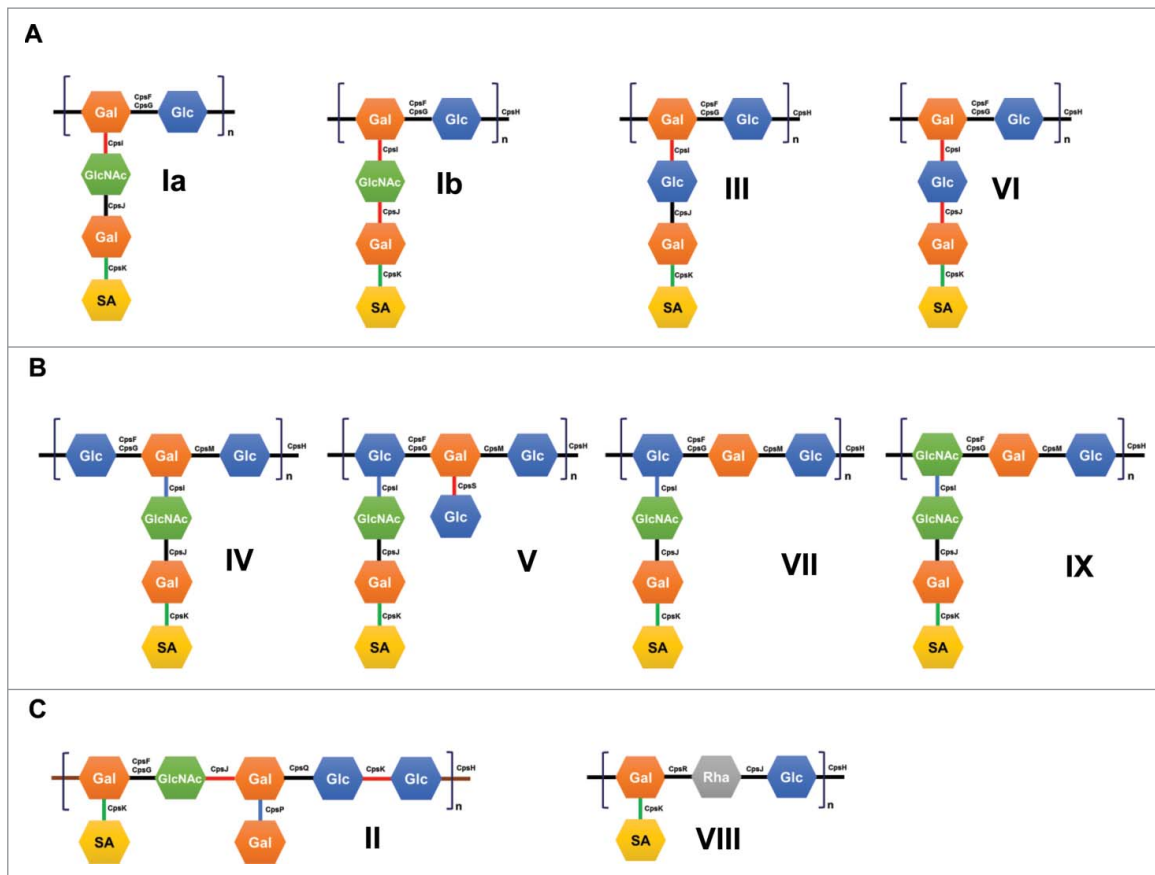 A
Gal CpsF CpsG Glc n
CpsI
GlcNAc
CpsJ
Gal
CpsK
SA
Ia
Gal CpsF CpsG Glc CpsH n
CpsI
GlcNAc
CpsJ
Gal
CpsK
SA
Ib
Gal CpsF CpsG Glc CpsH n
CpsI
Glc
CpsJ
Gal
CpsK
SA
III
Gal CpsF CpsG Glc CpsH n
CpsI
Glc
CpsJ
Gal
CpsK
SA
VI
B
Glc CpsF CpsG Gal CpsM Glc CpsH n
CpsI
GlcNAc
CpsJ
Gal
CpsK
SA
IV
Glc CpsF CpsG Gal CpsM Glc CpsH n
CpsI CpsS
GlcNAc Glc
CpsJ
Gal
CpsK
SA
V
Glc CpsF CpsG Gal CpsM Glc CpsH n
CpsI
GlcNAc
CpsJ
Gal
CpsK
SA
VII
GlcNAc CpsF CpsG Gal CpsM Glc CpsH n
CpsI
GlcNAc
CpsJ
Gal
CpsK
SA
IX
C
Gal CpsF CpsG GlcNAc CpsJ Gal CpsQ Glc CpsK Glc CpsH n
CpsK CpsP
SA Gal
II
Gal CpsR Rha CpsJ Glc CpsH n
CpsK
SA
VIII